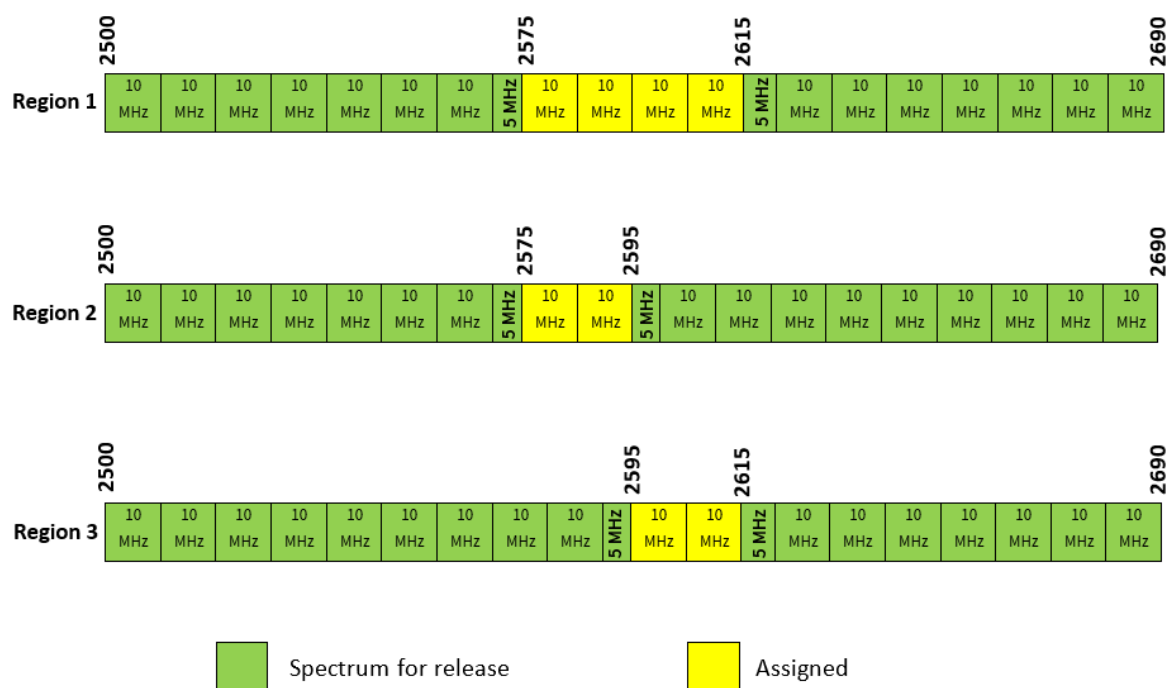 2500 2575 2615 2690
10 10 10 10 10 10 10 10 10 10 10 10 10 10 10 10 10 10
Region 1 MHz MHz MHz MHz MHz MHz MHz 5 MHz MHz MHz MHz MHz 5 MHz MHz MHz MHz MHz MHz MHz MHz
2500 2575 2595 2690
10 10 10 10 10 10 10 10 10 10 10 10 10 10 10 10 10 10
Region 2 MHz MHz MHz MHz MHz MHz MHz 5 MHz MHz MHz 5 MHz MHz MHz MHz MHz MHz MHz MHz MHz MHz
2500 2595 2615 2690
10 10 10 10 10 10 10 10 10 10 10 10 10 10 10 10 10 10
Region 3 MHz MHz MHz MHz MHz MHz MHz MHz MHz 5 MHz MHz MHz 5 MHz MHz MHz MHz MHz MHz MHz MHz
Spectrum for release Assigned